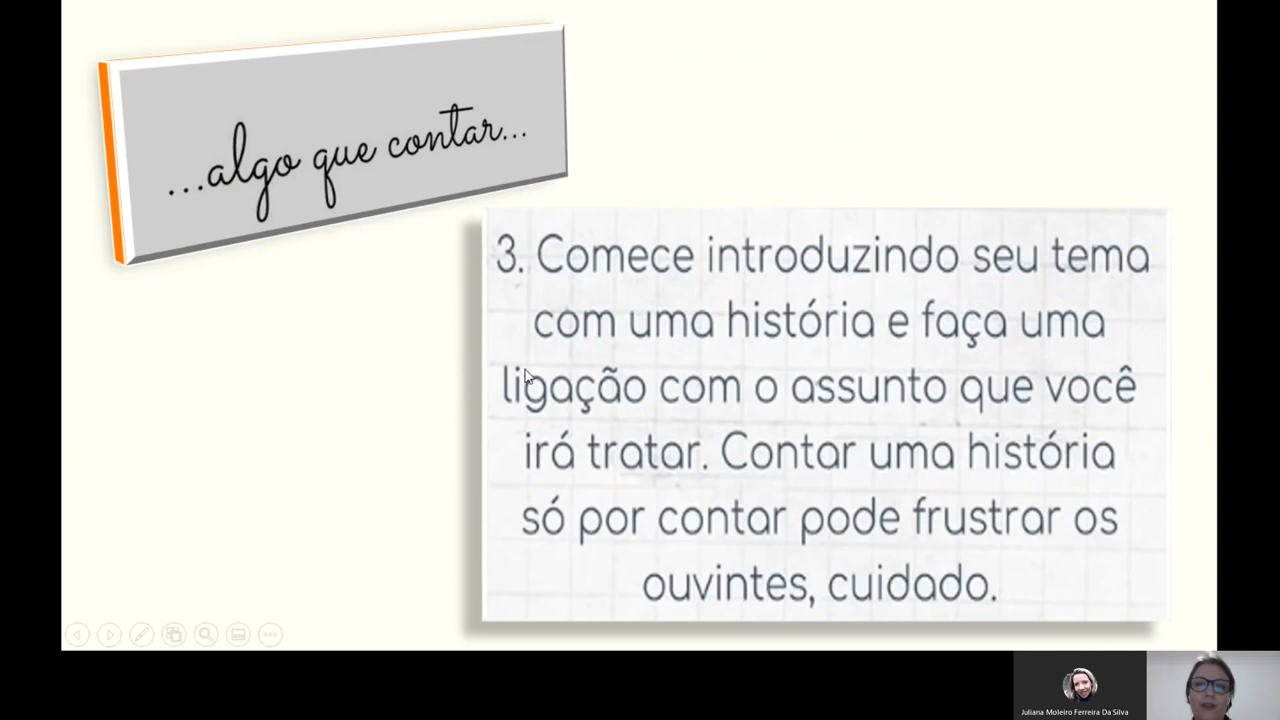 ...algo que contar...
3. Comece introduzindo seu tema
com uma história e faça uma
ligação com o assunto que você
irá tratar. Contar uma história
só por contar pode frustrar os
ouvintes, cuidado.
Juliana Moleiro Ferreira Da Silva